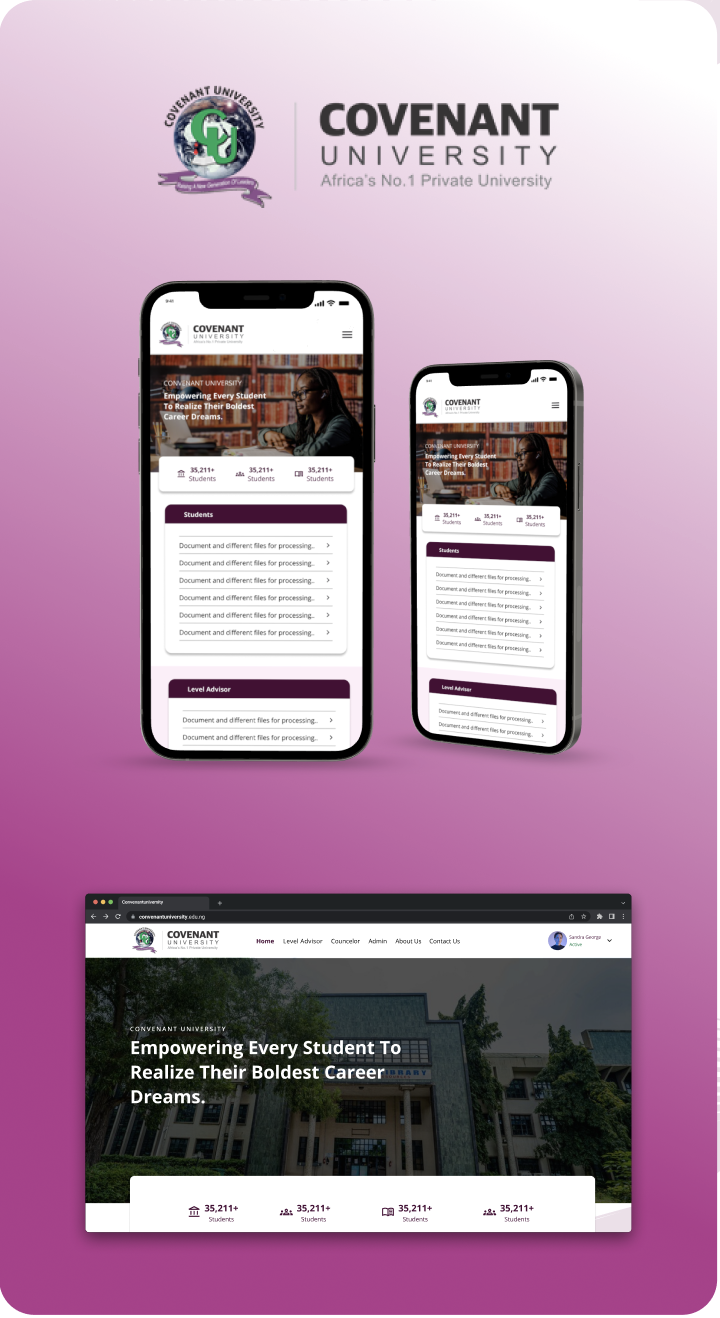 COVENANT UNIVERSITY
CU
Raising A New Generation Of Leaders
COVENANT
UNIVERSITY
Africa's No.1 Private University
9:41
COVENANT
UNIVERSITY
Africa's No.1 Private University
CONVENANT UNIVERSITY
Empowering Every Student
To Realize Their Boldest
Career Dreams.
35,211+ 35,211+ 35,211+
Students Students Students
Students
Document and different files for processing..
Document and different files for processing..
Document and different files for processing..
Document and different files for processing..
Document and different files for processing..
Document and different files for processing..
Level Advisor
Document and different files for processing..
Document and different files for processing..
9:41
COVENANT
UNIVERSITY
Africa's No.1 Private University
CONVENANT UNIVERSITY
Empowering Every Student
To Realize Their Boldest
Career Dreams.
35,211+ 35,211+ 35,211+
Students Students Students
Students
Document and different files for processing..
Document and different files for processing..
Document and different files for processing..
Document and different files for processing..
Document and different files for processing..
Document and different files for processing..
Level Advisor
Document and different files for processing..
Document and different files for processing..
Convenantuniversity
convenantuniversity.edu.ng
COVENANT
UNIVERSITY
Africa's No.1 Private University
Home Level Advisor Councelor Admin About Us Contact Us
Sandra George
Active
CONVENANT UNIVERSITY
Empowering Every Student To
Realize Their Boldest Career
Dreams.
35,211+ 35,211+ 35,211+ 35,211+
Students Students Students Students